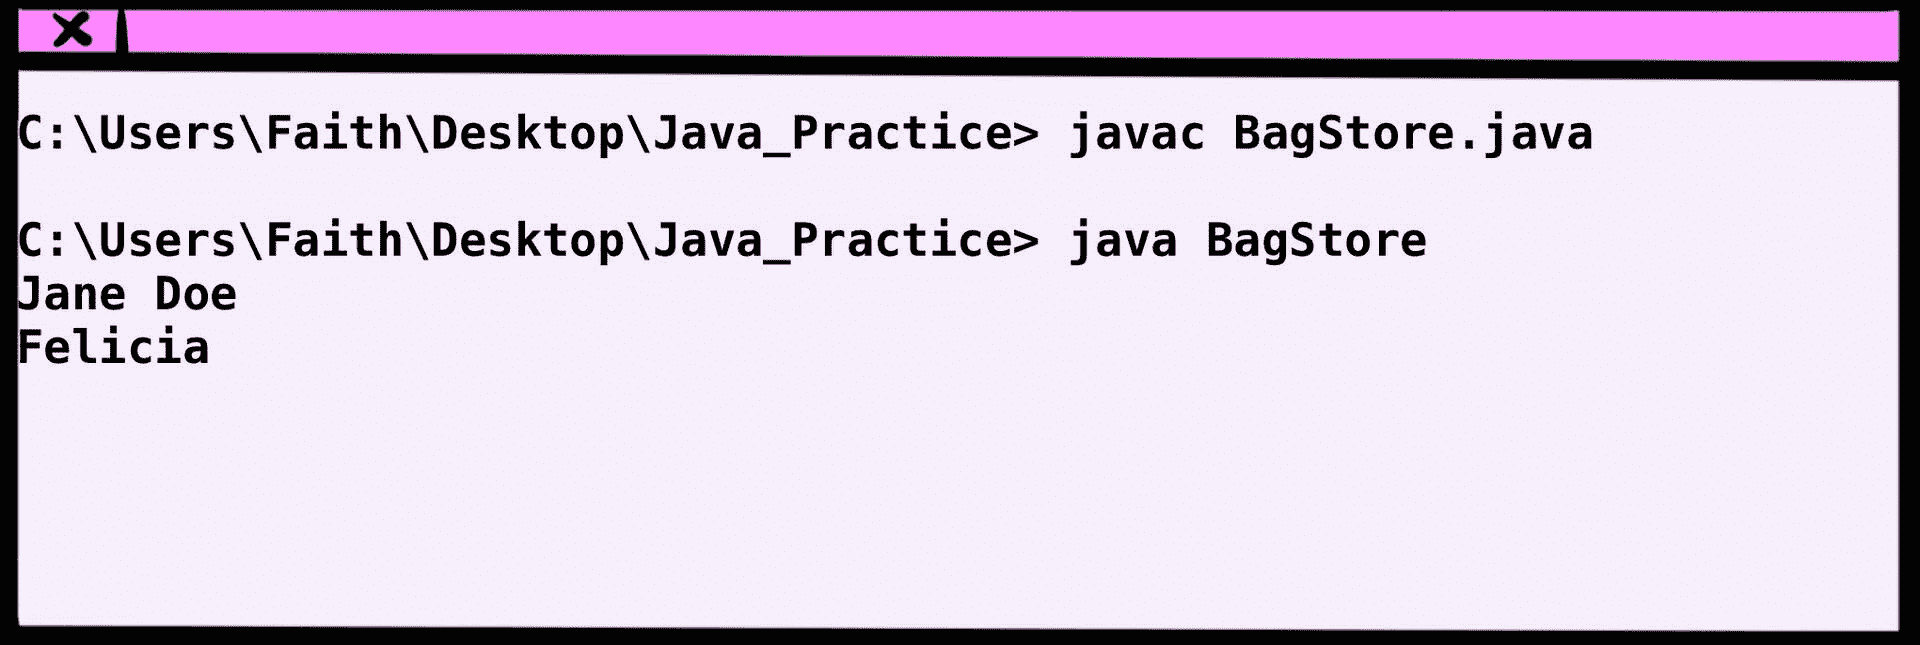 C:\Users\Faith\Desktop\Java_Practice> javac BagStore.java
C:\Users\Faith\Desktop\Java_Practice> java BagStore
Jane Doe
Felicia